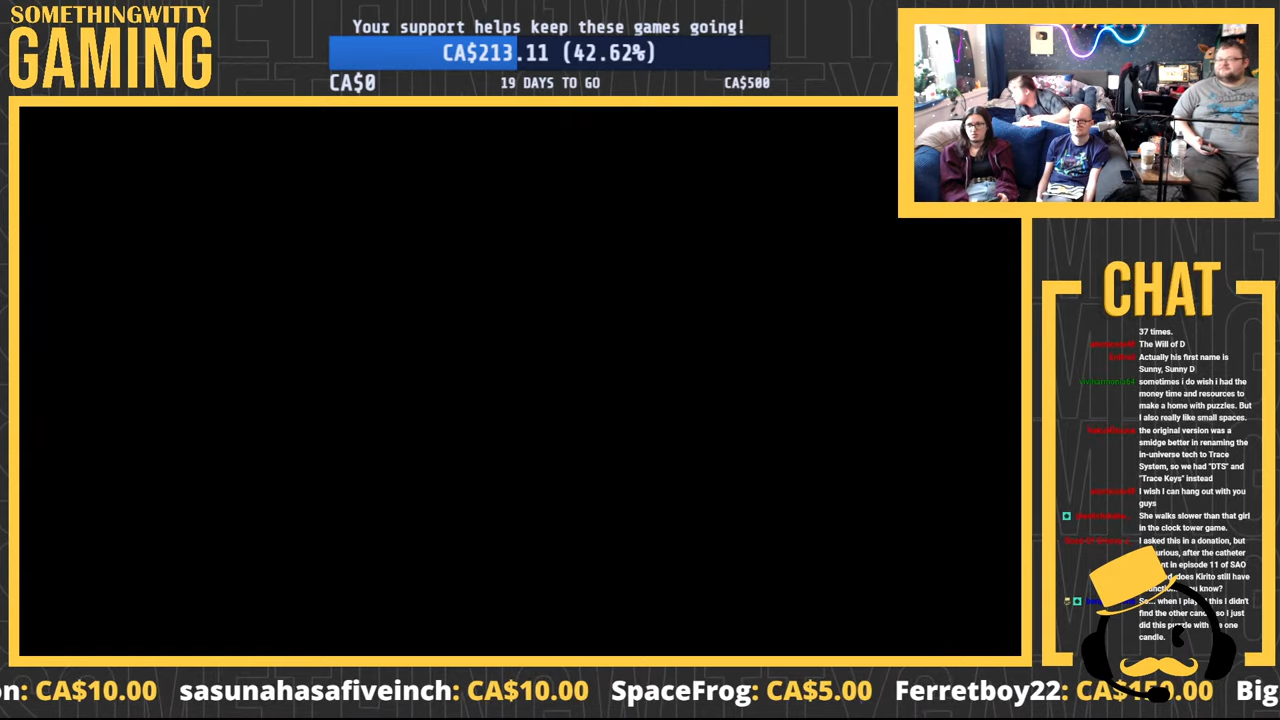 SOMETHINGWITTY
GAMING
Your support helps keep these games going!
CA$213.11 (42.62%)
CA$0
19 DAYS TO GO
CA$500
CHAT
37 times.
The Will of D
Actually his first name is
Sunny, Sunny D
sometimes i do wish i had the
money time and resources to
make a home with puzzles. But
I also really like small spaces.
the original version was a
smidge better in renaming the
in-universe tech to Trace
System, so we had "DTS" and
"Trace Keys" instead
I wish I can hang out with you
guys
She walks slower than that girl
in the clock tower game.
I asked this in a donation, but
after the catheter
in episode 11 of SAO
does Kirito still have
know?
when I this I didn't
find the other so I just
did this puzzle with one
candle.
n: CA$10.00 sasunahasafiveinch: CA$10.00 SpaceFrog: CA$5.00 Ferretboy22: CA$150.00 Big